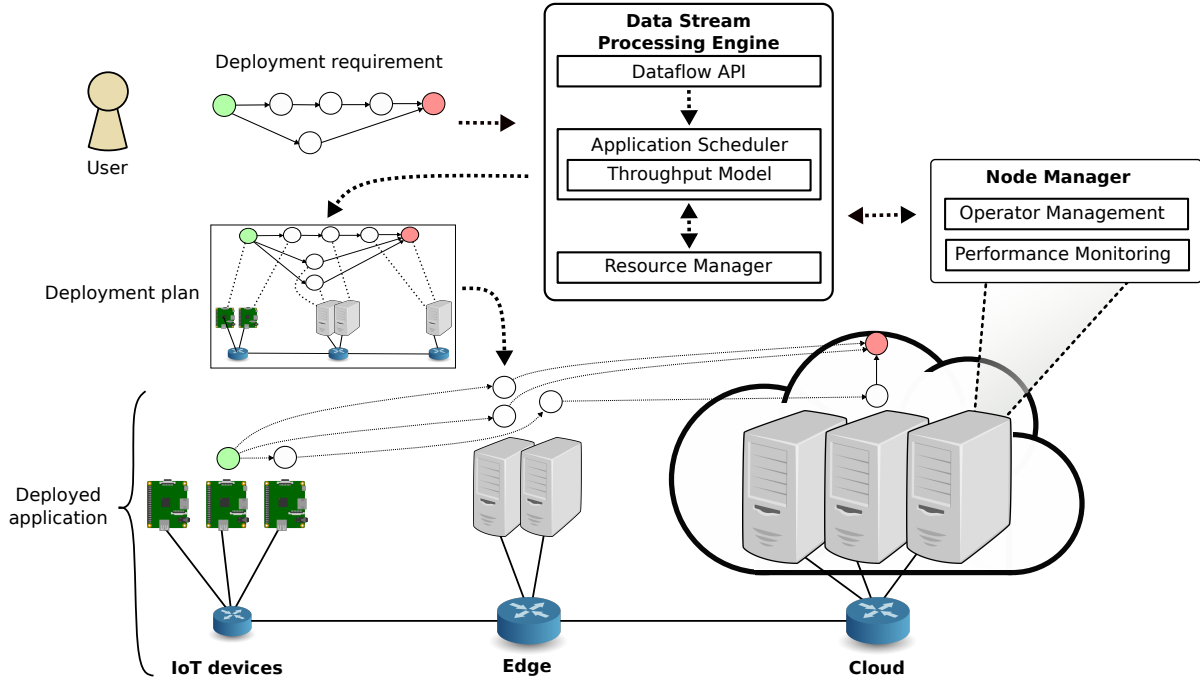 Data Stream
Processing Engine
Dataflow API
Deployment requirement
User
Application Scheduler
Throughput Model
Resource Manager
Node Manager
Operator Management
Performance Monitoring
Deployment plan
Deployed
application
IoT devices
Edge
Cloud